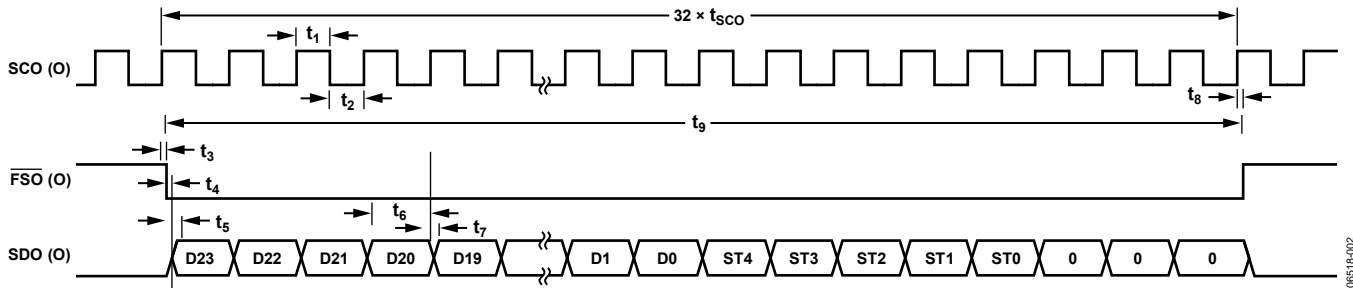 32 × tSCO
t1
SCO (O)
t2
t8
t9
t3
FSO (O)
t4
t6
t5
t7
SDO (O)
D23 D22 D21 D20 D19 D1 D0 ST4 ST3 ST2 ST1 ST0 0 0 0
06518-002